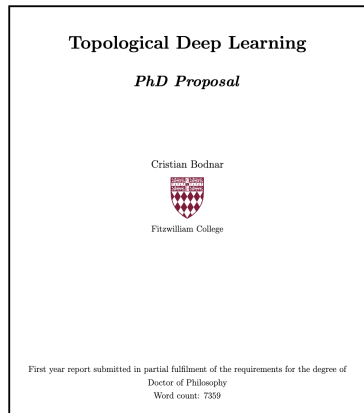 Topological Deep Learning
PhD Proposal
Cristian Bodnar
Fitzwilliam College
First year report submitted in partial fulfilment of the requirements for the degree of
Doctor of Philosophy
Word count: 7359